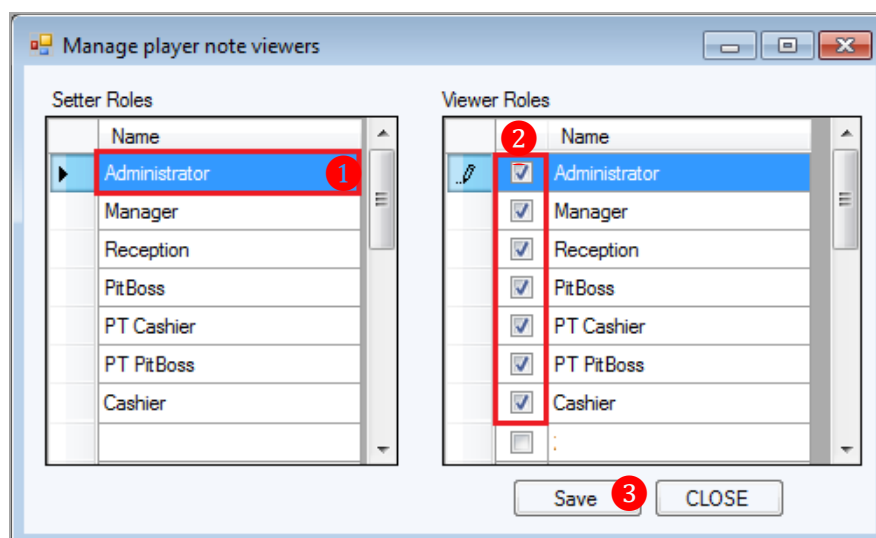 Manage player note viewers
Setter Roles
Name
Administrator 1
Manager
Reception
PitBoss
PT Cashier
PT PitBoss
Cashier
Viewer Roles
2 Name
Administrator
Manager
Reception
PitBoss
PT Cashier
PT PitBoss
Cashier
Save 3 CLOSE